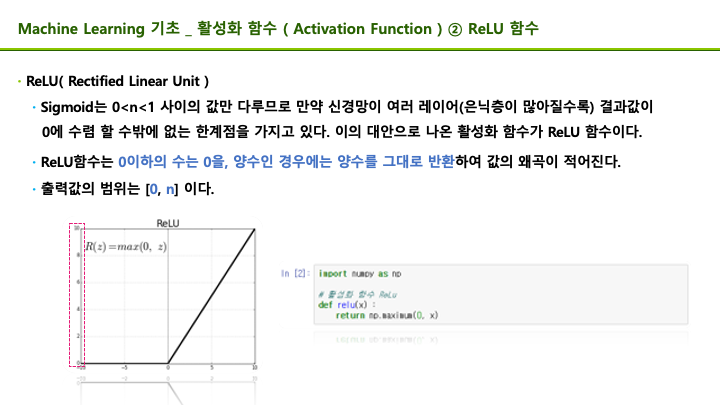 Machine Learning 기초 _ 활성화 함수 ( Activation Function ) ② ReLU 함수
· ReLU( Rectified Linear Unit )
· Sigmoid는 0<n<1 사이의 값만 다루므로 만약 신경망이 여러 레이어(은닉층이 많아질수록) 결과값이
0에 수렴 할 수밖에 없는 한계점을 가지고 있다. 이의 대안으로 나온 활성화 함수가 ReLU 함수이다.
· ReLU함수는 0이하의 수는 0을, 양수인 경우에는 양수를 그대로 반환하여 값의 왜곡이 적어진다.
· 출력값의 범위는 [0, n] 이다.
ReLU
R(z)=max(0, z)
10
8
6
4
2
0
-10 -5 0 5 10
In [2]: import numpy as np
# 활성화 함수 ReLu
def relu(x) :
return np.maximum(0, x)